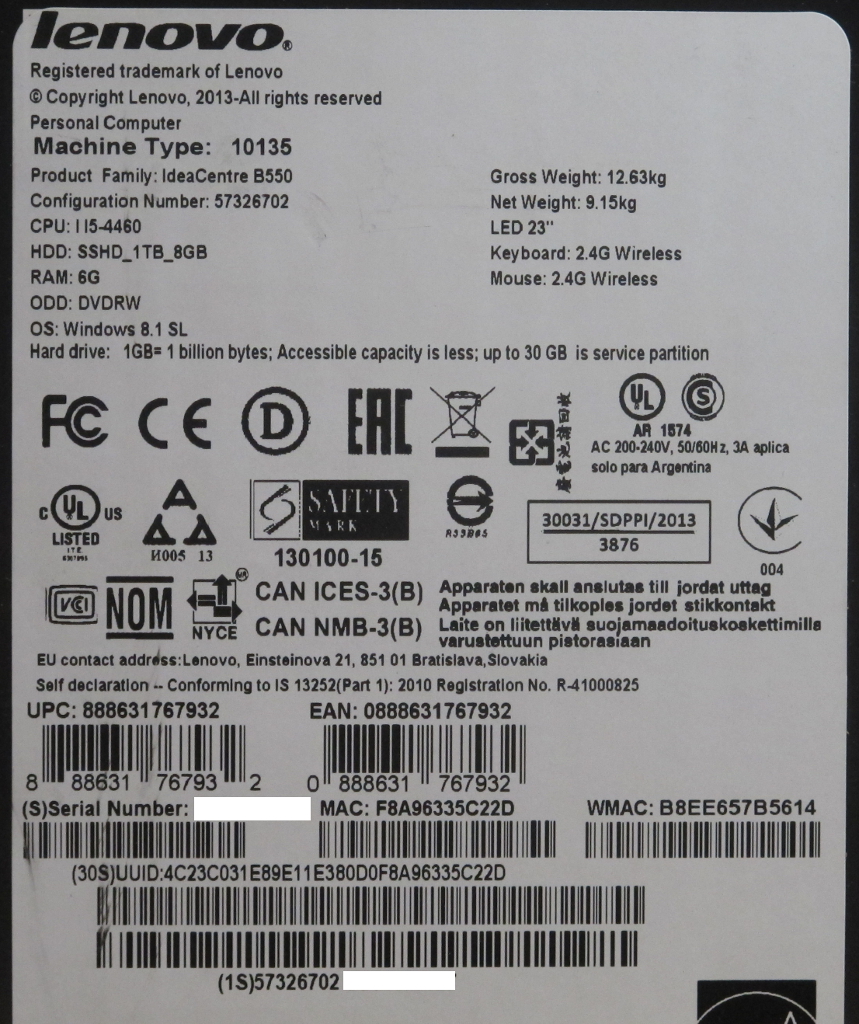 lenovo®
Registered trademark of Lenovo
© Copyright Lenovo, 2013-All rights reserved
Personal Computer
Machine Type: 10135
Product Family: IdeaCentre B550
Configuration Number: 57326702
CPU: I I5-4460
HDD: SSHD_1TB_8GB
RAM: 6G
ODD: DVDRW
OS: Windows 8.1 SL
Gross Weight: 12.63kg
Net Weight: 9.15kg
LED 23"
Keyboard: 2.4G Wireless
Mouse: 2.4G Wireless
Hard drive: 1GB= 1 billion bytes; Accessible capacity is less; up to 30 GB is service partition
FC CE D EAC
廢電池請回收
UL S
AR 1574
AC 200-240V, 50/60Hz, 3A aplica
solo para Argentina
C UL US
LISTED
I.T.E.
И005 13
SAFETY
MARK
130100-15
R33B65
30031/SDPPI/2013
3876
004
VCI NOM
NYCE
MR
CAN ICES-3(B)
CAN NMB-3(B)
Apparaten skall anslutas till jordat uttag
Apparatet må tilkoples jordet stikkontakt
Laite on liitettävä suojamaadoituskoskettimilla
varustettuun pistorasiaan
EU contact address:Lenovo, Einsteinova 21, 851 01 Bratislava,Slovakia
Self declaration -- Conforming to IS 13252(Part 1): 2010 Registration No. R-41000825
UPC: 888631767932
EAN: 0888631767932
8 88631 76793 2
0 888631 767932
(S)Serial Number:
MAC: F8A96335C22D
WMAC: B8EE657B5614
(30S)UUID:4C23C031E89E11E380D0F8A96335C22D
(1S)57326702